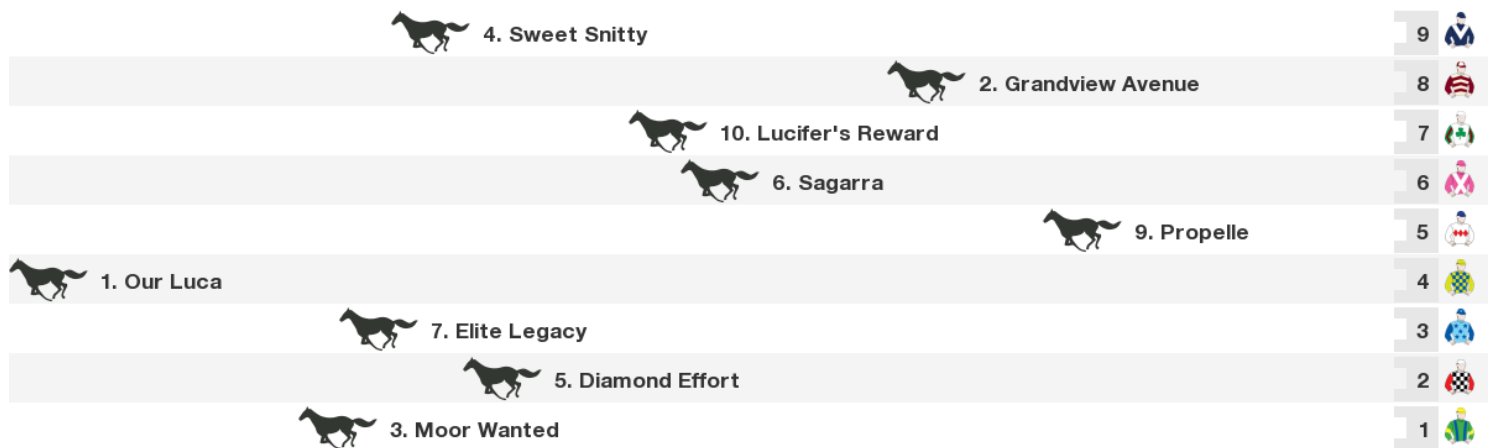 4. Sweet Snitty 9
2. Grandview Avenue 8
10. Lucifer's Reward 7
6. Sagarra 6
9. Propelle 5
1. Our Luca 4
7. Elite Legacy 3
5. Diamond Effort 2
3. Moor Wanted 1